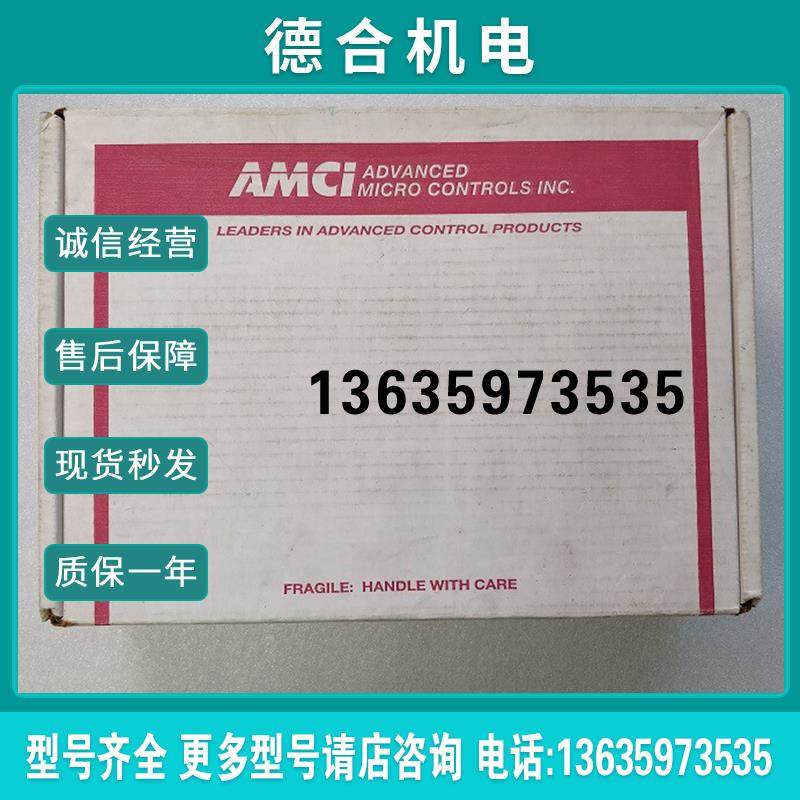 德合机电
AMCI ADVANCED
MICRO CONTROLS INC.
LEADERS IN ADVANCED CONTROL PRODUCTS
诚信经营
售后保障
13635973535
现货秒发
质保一年
FRAGILE: HANDLE WITH CARE
型号齐全 更多型号请店咨询 电话:13635973535